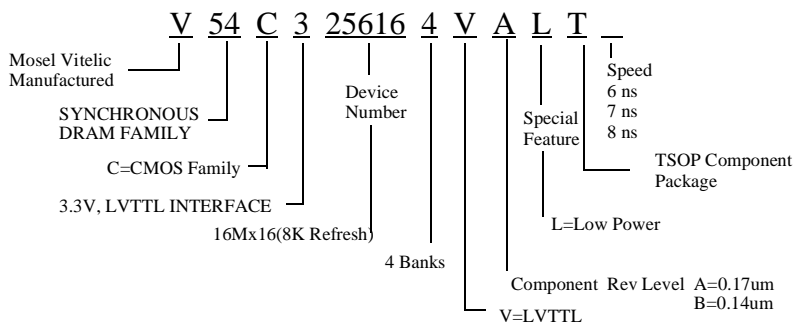 V 54 C 3 25616 4 V A L T _
Mosel Vitelic
Manufactured
SYNCHRONOUS
DRAM FAMILY
C=CMOS Family
3.3V, LVTTL INTERFACE
Device
Number
16Mx16(8K Refresh)
4 Banks
V=LVTTL
Component Rev Level A=0.17um
B=0.14um
Special
Feature
L=Low Power
TSOP Component
Package
Speed
6 ns
7 ns
8 ns